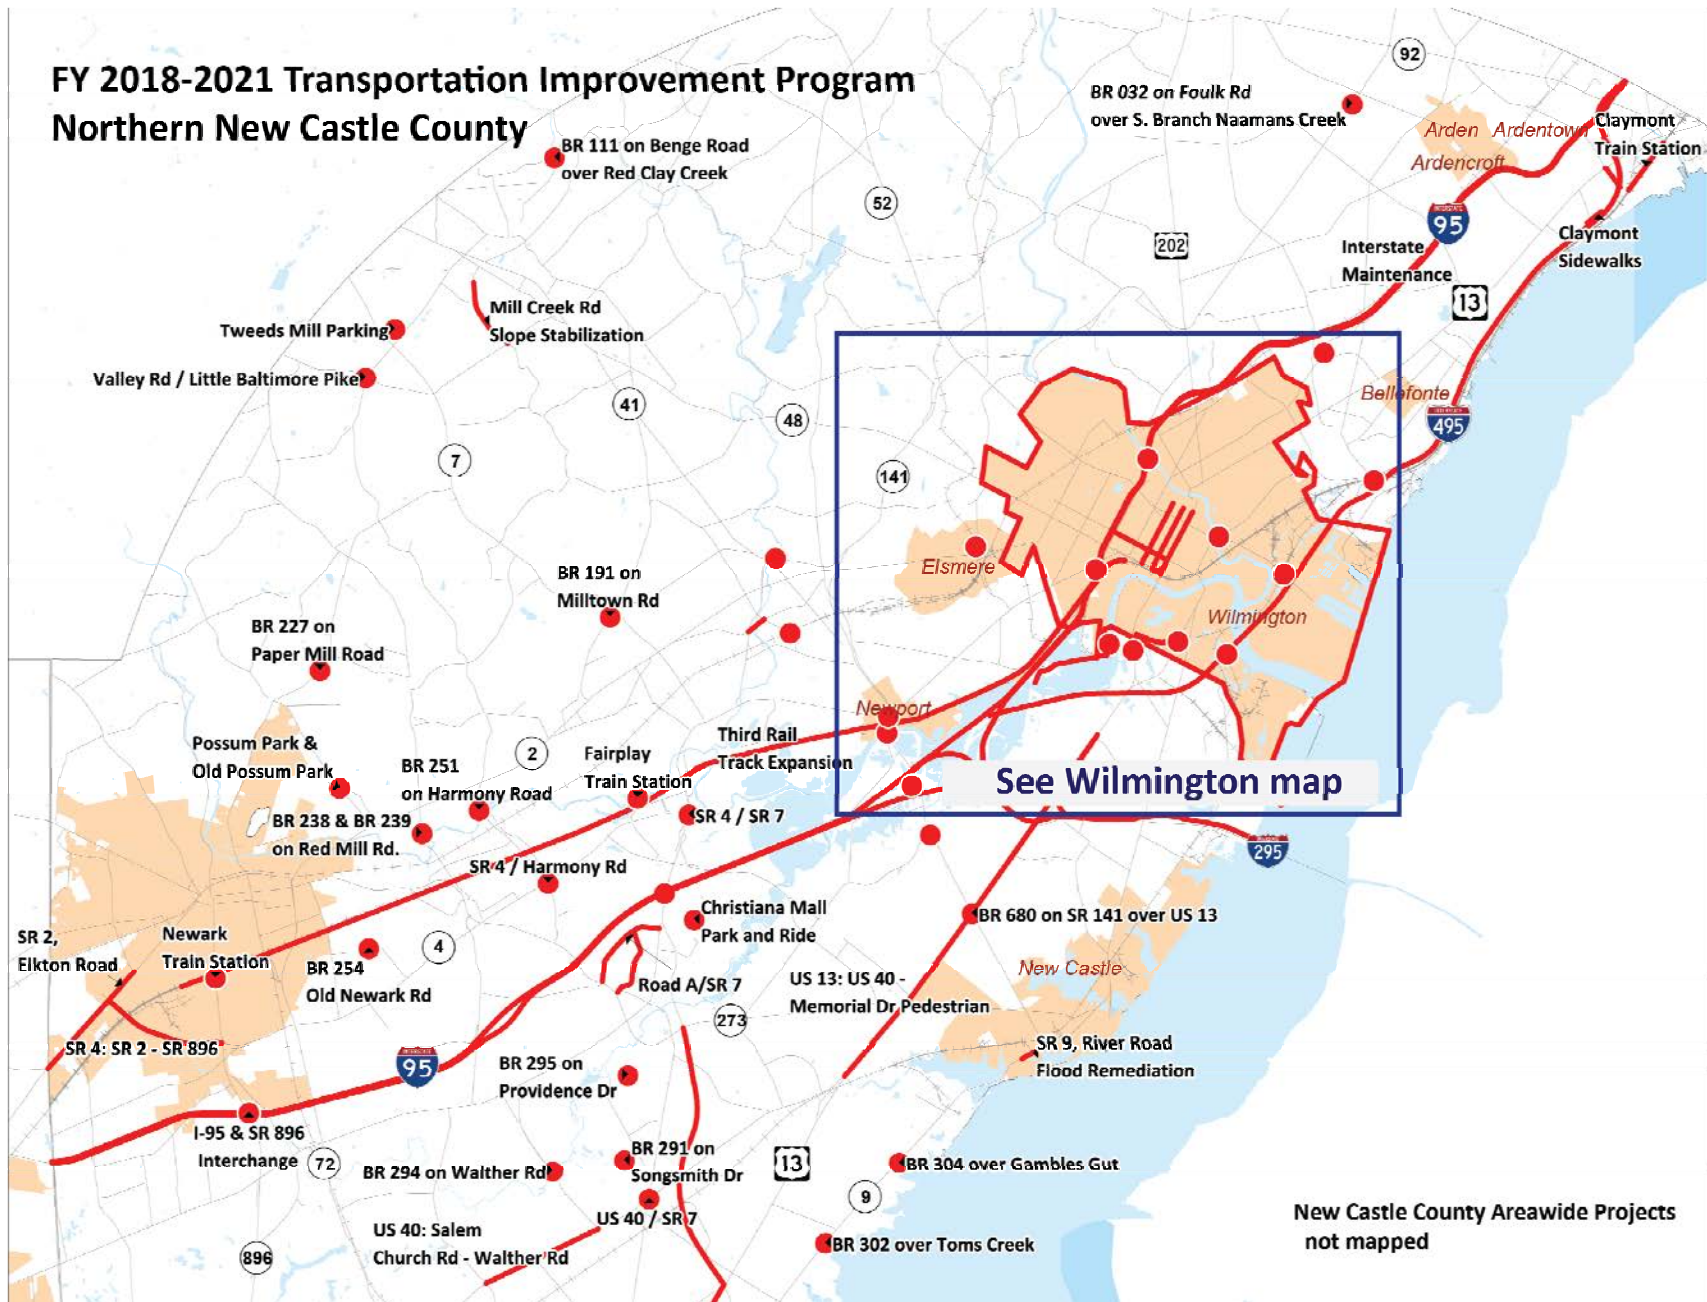 FY 2018-2021 Transportation Improvement Program
Northern New Castle County
92
BR 032 on Foulk Rd
over S. Branch Naamans Creek
Arden Ardentown
Ardencroft
Claymont
Train Station
BR 111 on Benge Road
over Red Clay Creek
52
202
INTERSTATE
95
Interstate
Maintenance
Claymont
Sidewalks
13
Mill Creek Rd
Slope Stabilization
Tweeds Mill Parking
Valley Rd / Little Baltimore Pike
41
48
7
141
Bellefonte
495
Elsmere
Wilmington
BR 191 on
Milltown Rd
BR 227 on
Paper Mill Road
Newport
Third Rail
Track Expansion
See Wilmington map
Possum Park &
Old Possum Park
BR 251
on Harmony Road
2
Fairplay
Train Station
SR 4 / SR 7
BR 238 & BR 239
on Red Mill Rd.
SR 4 / Harmony Rd
295
Christiana Mall
Park and Ride
BR 680 on SR 141 over US 13
SR 2,
Elkton Road
Newark
Train Station
4
BR 254
Old Newark Rd
Road A/SR 7
US 13: US 40 -
Memorial Dr Pedestrian
New Castle
273
SR 4: SR 2 - SR 896
INTERSTATE
95
BR 295 on
Providence Dr
SR 9, River Road
Flood Remediation
I-95 & SR 896
Interchange
72
BR 294 on Walther Rd
BR 291 on
Songsmith Dr
13
BR 304 over Gambles Gut
9
US 40 / SR 7
US 40: Salem
Church Rd - Walther Rd
896
BR 302 over Toms Creek
New Castle County Areawide Projects
not mapped